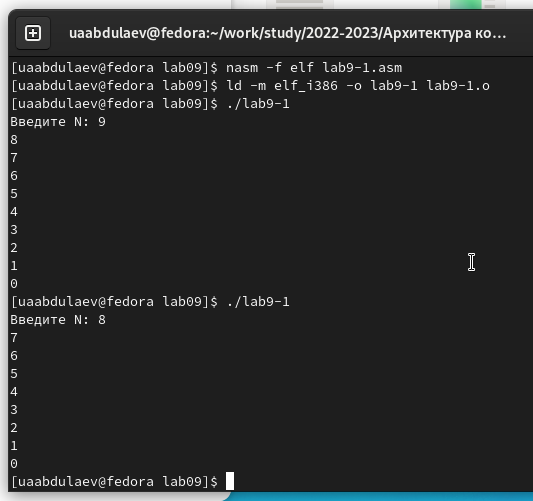 uaabdulaev@fedora:~/work/study/2022-2023/Архитектура ко...
[uaabdulaev@fedora lab09]$ nasm -f elf lab9-1.asm
[uaabdulaev@fedora lab09]$ ld -m elf_i386 -o lab9-1 lab9-1.o
[uaabdulaev@fedora lab09]$ ./lab9-1
Введите N: 9
8
7
6
5
4
3
2
1
0
[uaabdulaev@fedora lab09]$ ./lab9-1
Введите N: 8
7
6
5
4
3
2
1
0
[uaabdulaev@fedora lab09]$